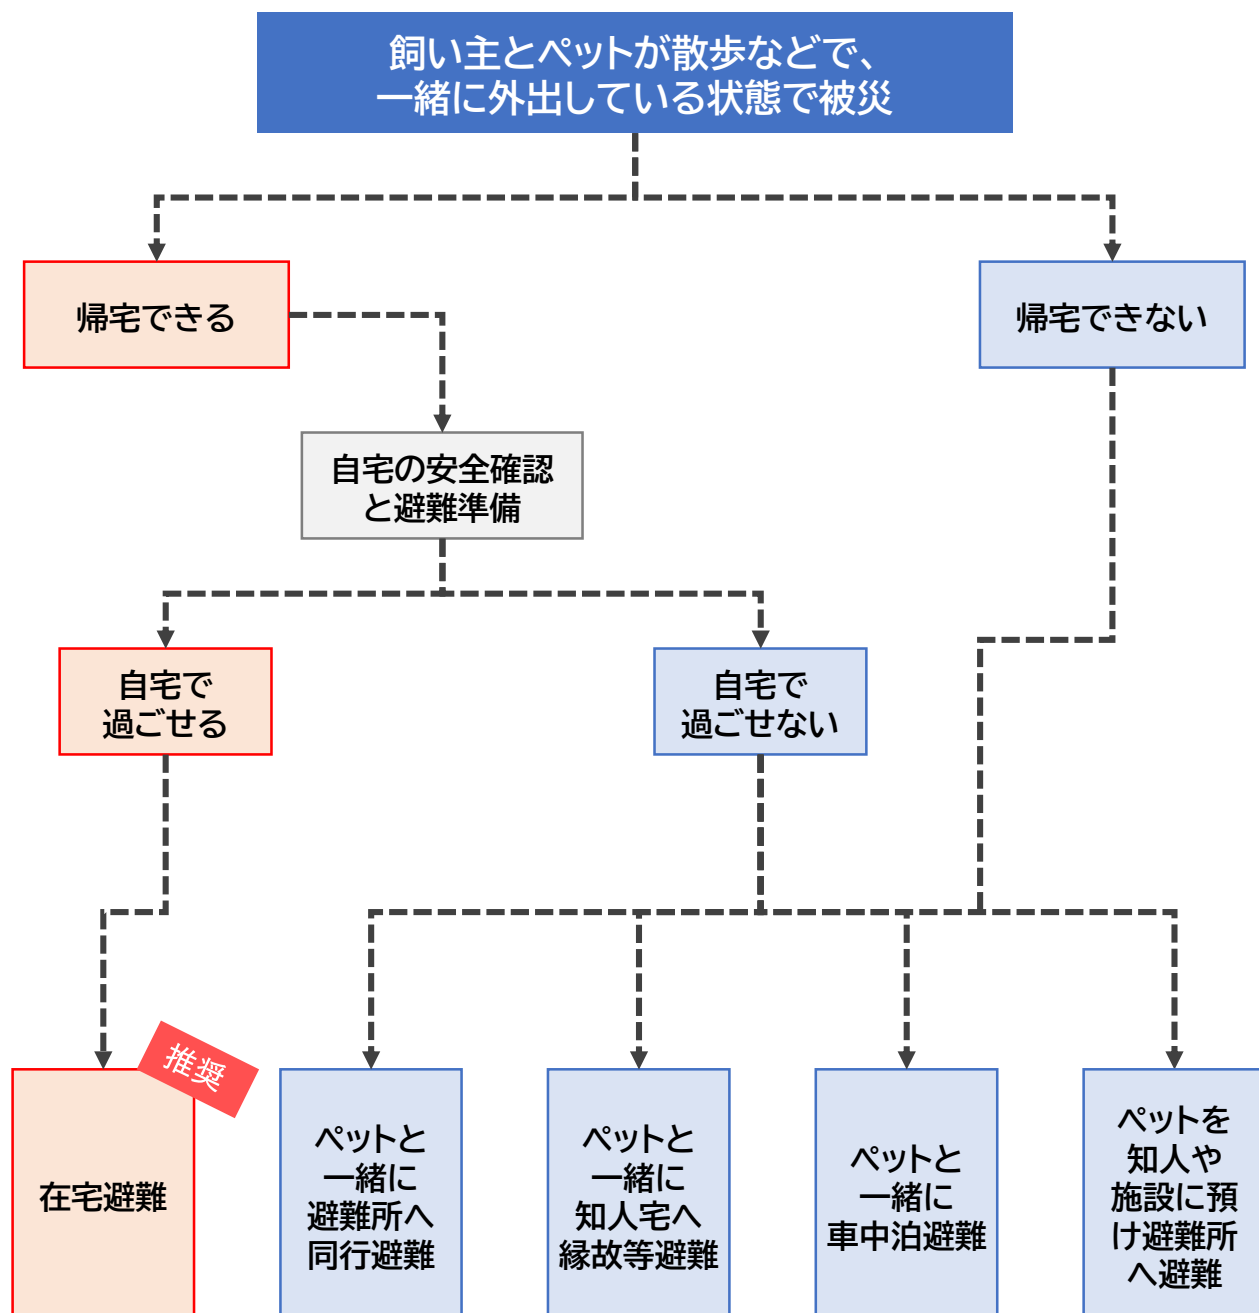 飼い主とペットが散歩などで、
一緒に外出している状態で被災
帰宅できる
帰宅できない
自宅の安全確認
と避難準備
自宅で
過ごせる
自宅で
過ごせない
推奨
在宅避難
ペットと
一緒に
避難所へ
同行避難
ペットと
一緒に
知人宅へ
縁故等避難
ペットと
一緒に
車中泊避難
ペットを
知人や
施設に預
け避難所
へ避難